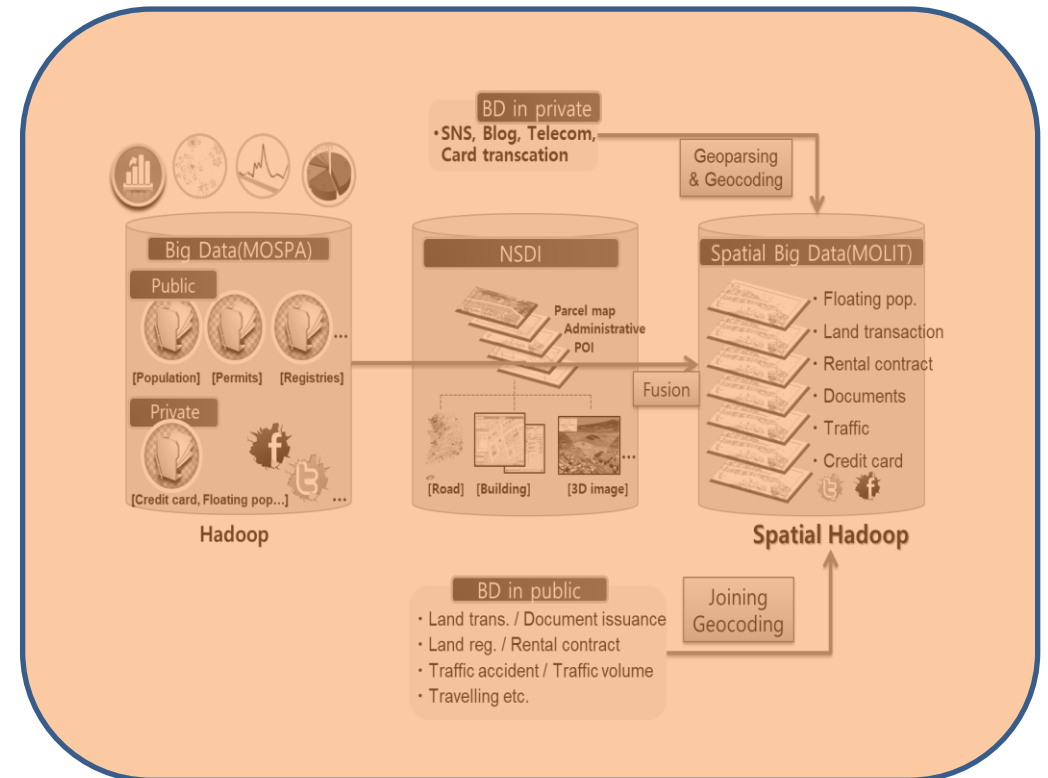 BD in private
・SNS, Blog, Telecom,
Card transcation
Geoparsing
& Geocoding
Big Data(MOSPA)
Public
...
[Population] [Permits] [Registries]
Private
f
t
[Credit card, Floating pop...] ...
Hadoop
NSDI
Parcel map
Administrative
POI
...
[Road] [Building] [3D image]
Fusion
Spatial Big Data(MOLIT)
・Floating pop.
・Land transaction
・Rental contract
・Documents
・Traffic
・Credit card
t f
Spatial Hadoop
BD in public
・Land trans. / Document issuance
・Land reg. / Rental contract
・Traffic accident / Traffic volume
・Travelling etc.
Joining
Geocoding